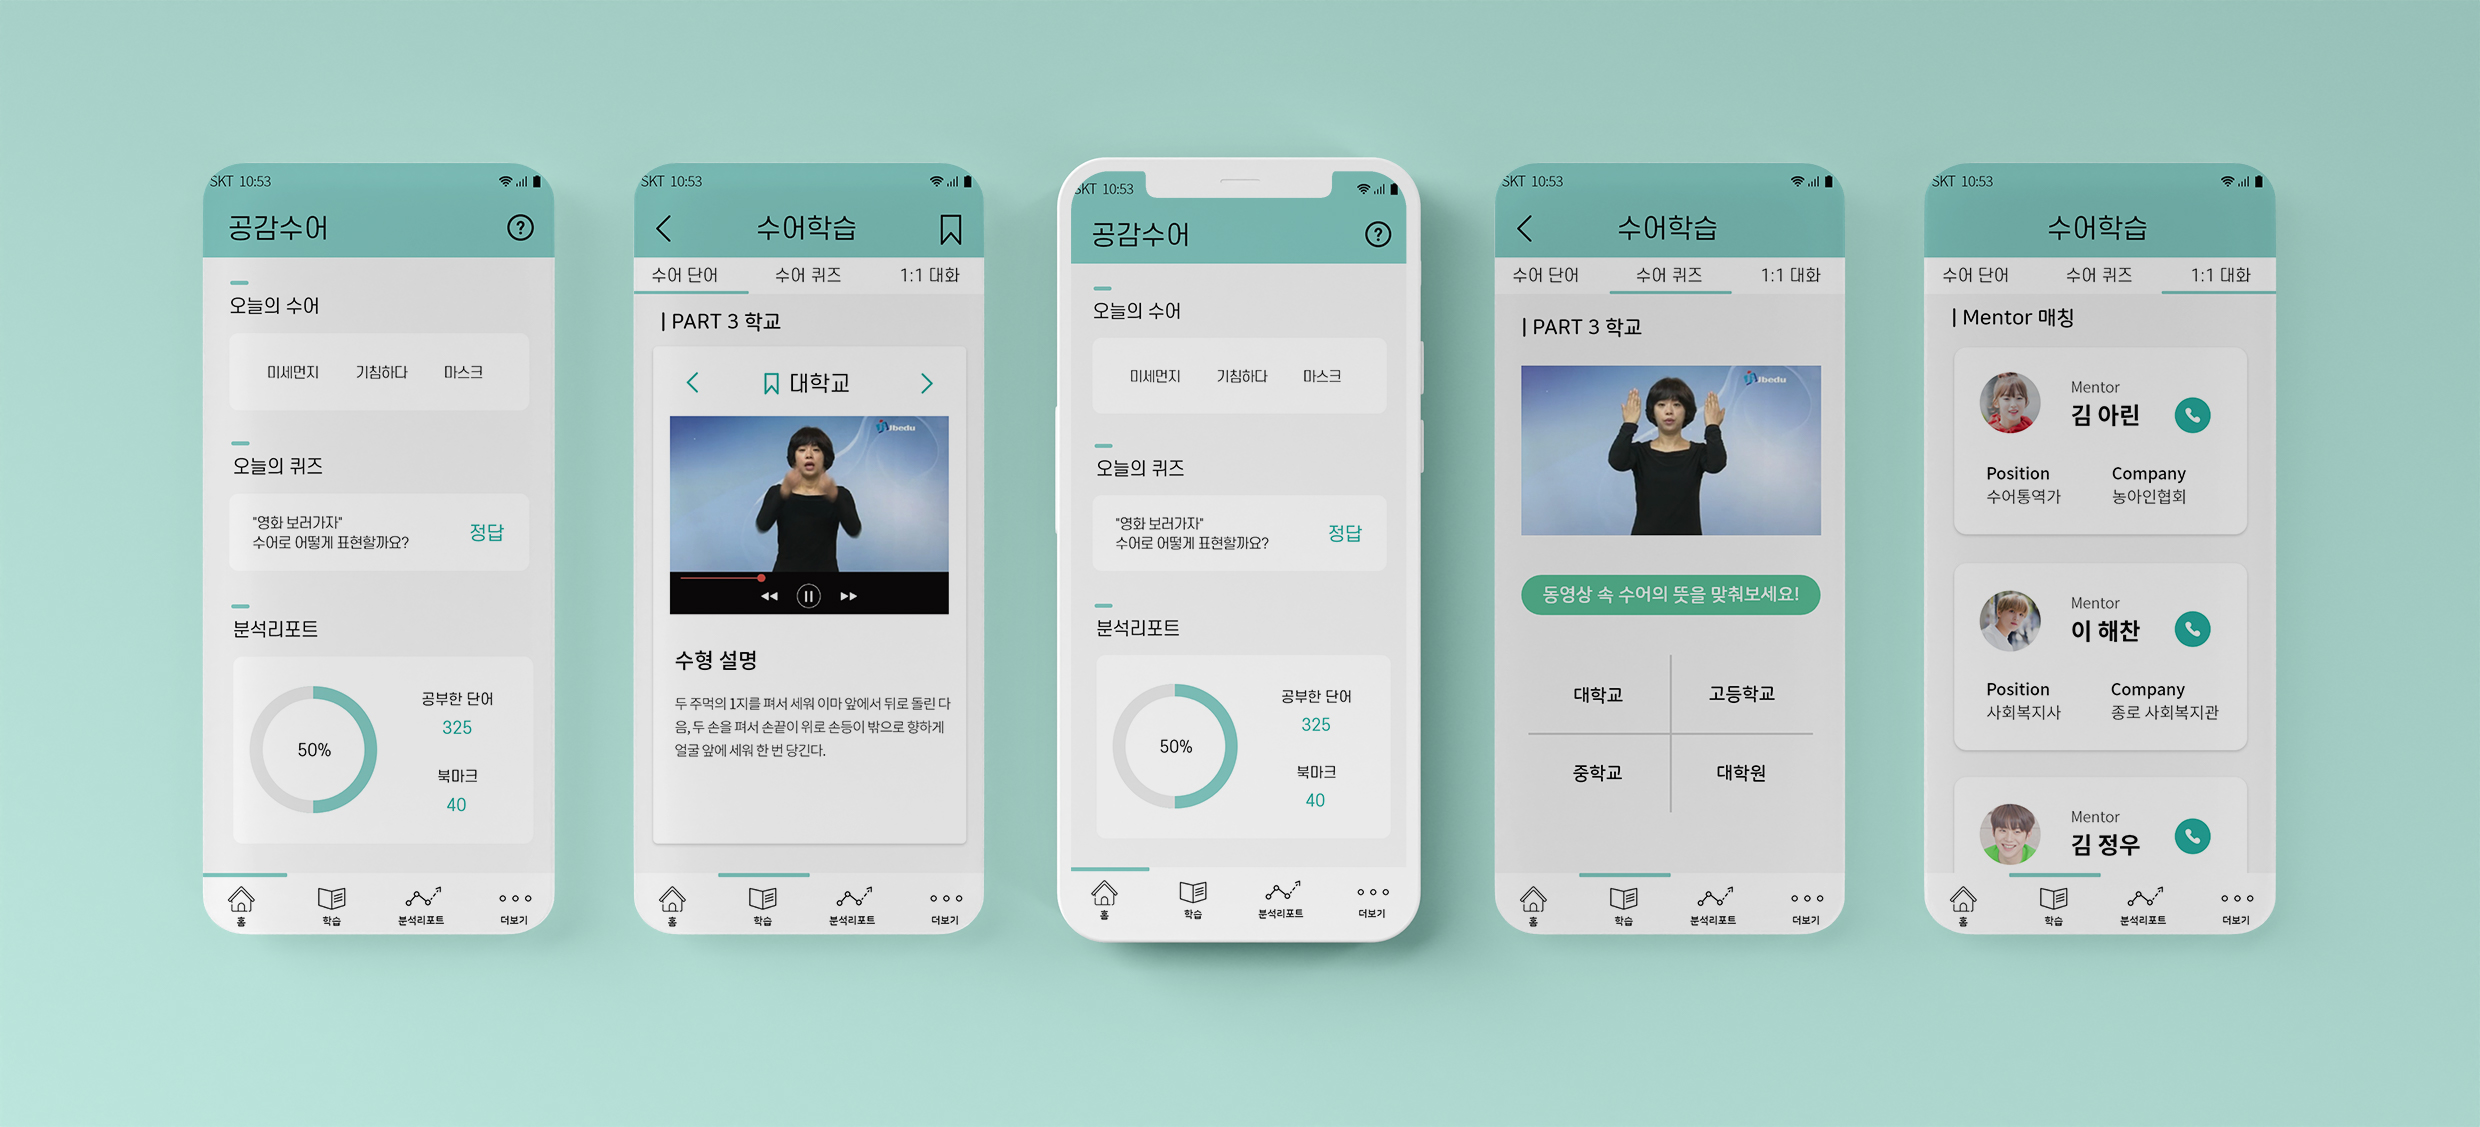 SKT 10:53
공감수어
?
오늘의 수어
미세먼지 기침하다 마스크
오늘의 퀴즈
"영화 보러가자"
수어로 어떻게 표현할까요?
정답
분석리포트
50%
공부한 단어
325
북마크
40
홈 학습 분석리포트 더보기
SKT 10:53
수어학습
수어 단어 수어 퀴즈 1:1 대화
| PART 3 학교
대학교
Jbedu
수형 설명
두 주먹의 1지를 펴서 세워 이마 앞에서 뒤로 돌린 다
음, 두 손을 펴서 손끝이 위로 손등이 밖으로 향하게
얼굴 앞에 세워 한 번 당긴다.
홈 학습 분석리포트 더보기
SKT 10:53
공감수어
?
오늘의 수어
미세먼지 기침하다 마스크
오늘의 퀴즈
"영화 보러가자"
수어로 어떻게 표현할까요?
정답
분석리포트
50%
공부한 단어
325
북마크
40
홈 학습 분석리포트 더보기
SKT 10:53
수어학습
수어 단어 수어 퀴즈 1:1 대화
| PART 3 학교
Jbedu
동영상 속 수어의 뜻을 맞춰보세요!
대학교 고등학교
중학교 대학원
홈 학습 분석리포트 더보기
SKT 10:53
수어학습
수어 단어 수어 퀴즈 1:1 대화
| Mentor 매칭
Mentor
김 아린
Position Company
수어통역가 농아인협회
Mentor
이 해찬
Position Company
사회복지사 종로 사회복지관
Mentor
김 정우
홈 학습 분석리포트 더보기